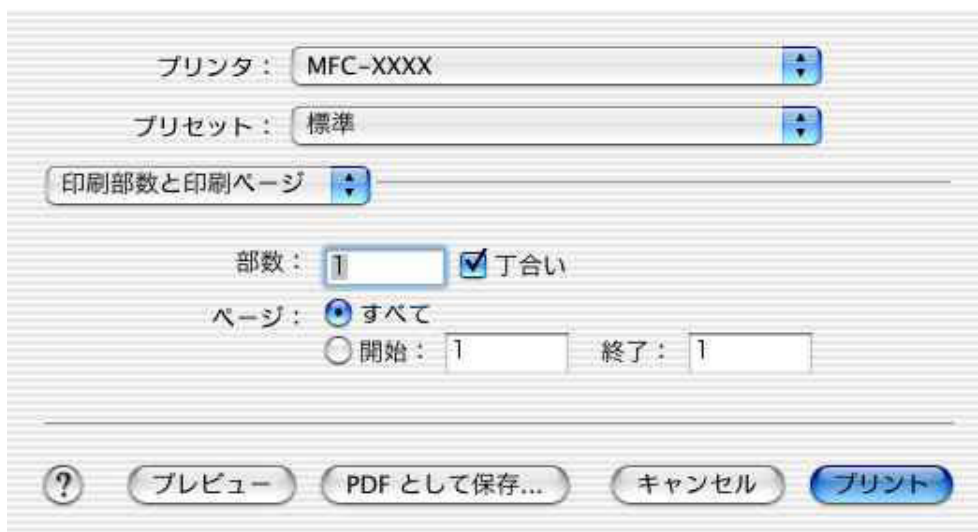 プリンタ： MFC-XXXX
プリセット： 標準
印刷部数と印刷ページ
部数： 1 丁合い
ページ： すべて
開始： 1 終了： 1
? プレビュー PDF として保存... キャンセル プリント